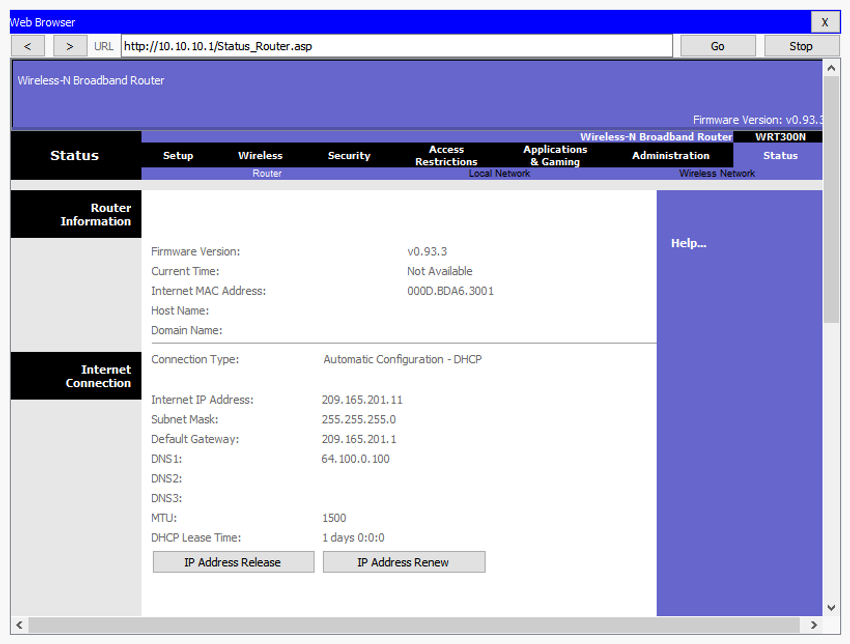 Web Browser
X
<
>
URL
http://10.10.10.1/Status_Router.asp
Go
Stop
Wireless-N Broadband Router
Firmware Version: v0.93.3
Wireless-N Broadband Router
WRT300N
Status
Setup
Wireless
Security
Access
Restrictions
Applications
& Gaming
Administration
Status
Router
Local Network
Wireless Network
Router
Information
Help...
Firmware Version: v0.93.3
Current Time: Not Available
Internet MAC Address: 000D.BDA6.3001
Host Name:
Domain Name:
Internet
Connection
Connection Type: Automatic Configuration - DHCP
Internet IP Address: 209.165.201.11
Subnet Mask: 255.255.255.0
Default Gateway: 209.165.201.1
DNS1: 64.100.0.100
DNS2:
DNS3:
MTU: 1500
DHCP Lease Time: 1 days 0:0:0
IP Address Release
IP Address Renew